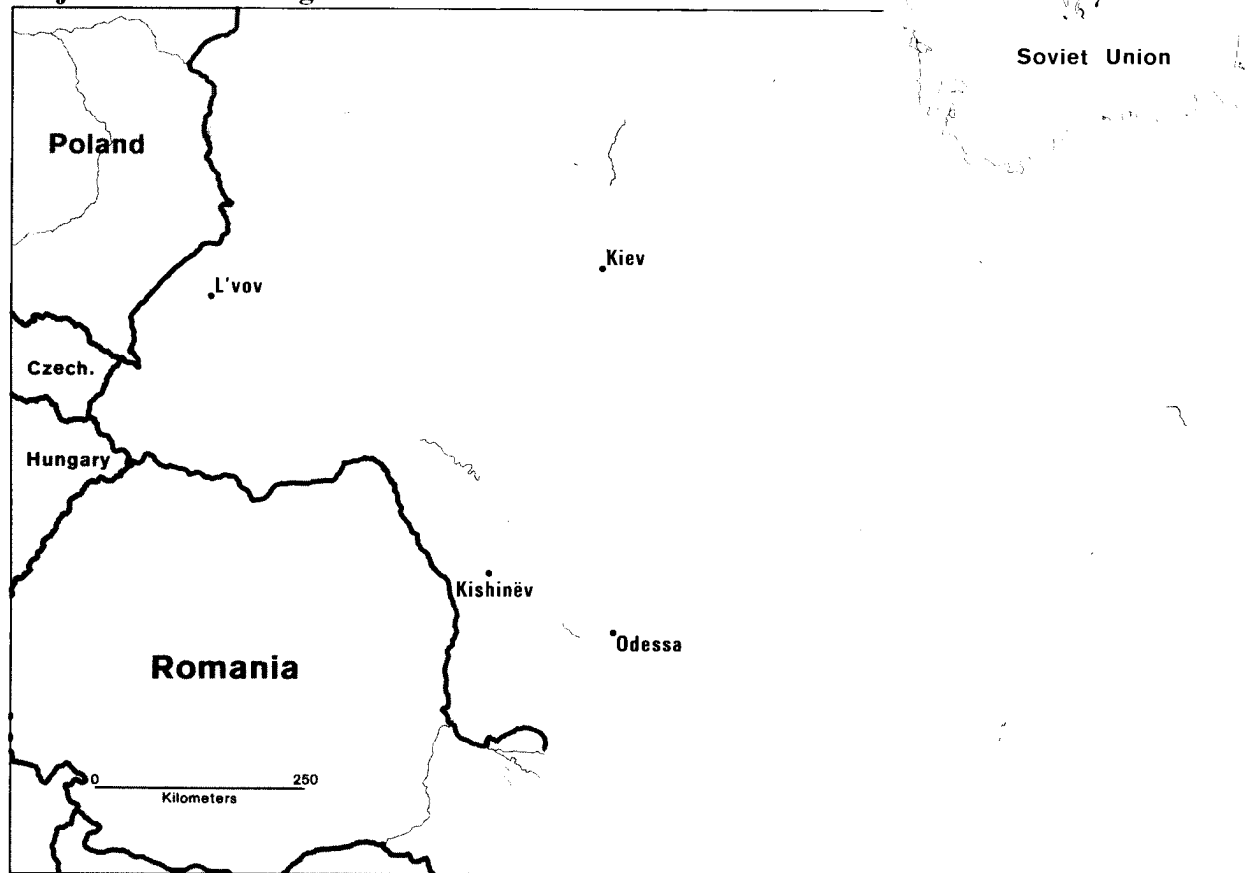 Soviet Union
Poland
Kiev
L'vov
Czech.
Hungary
Kishinëv
Odessa
Romania
0 250
Kilometers